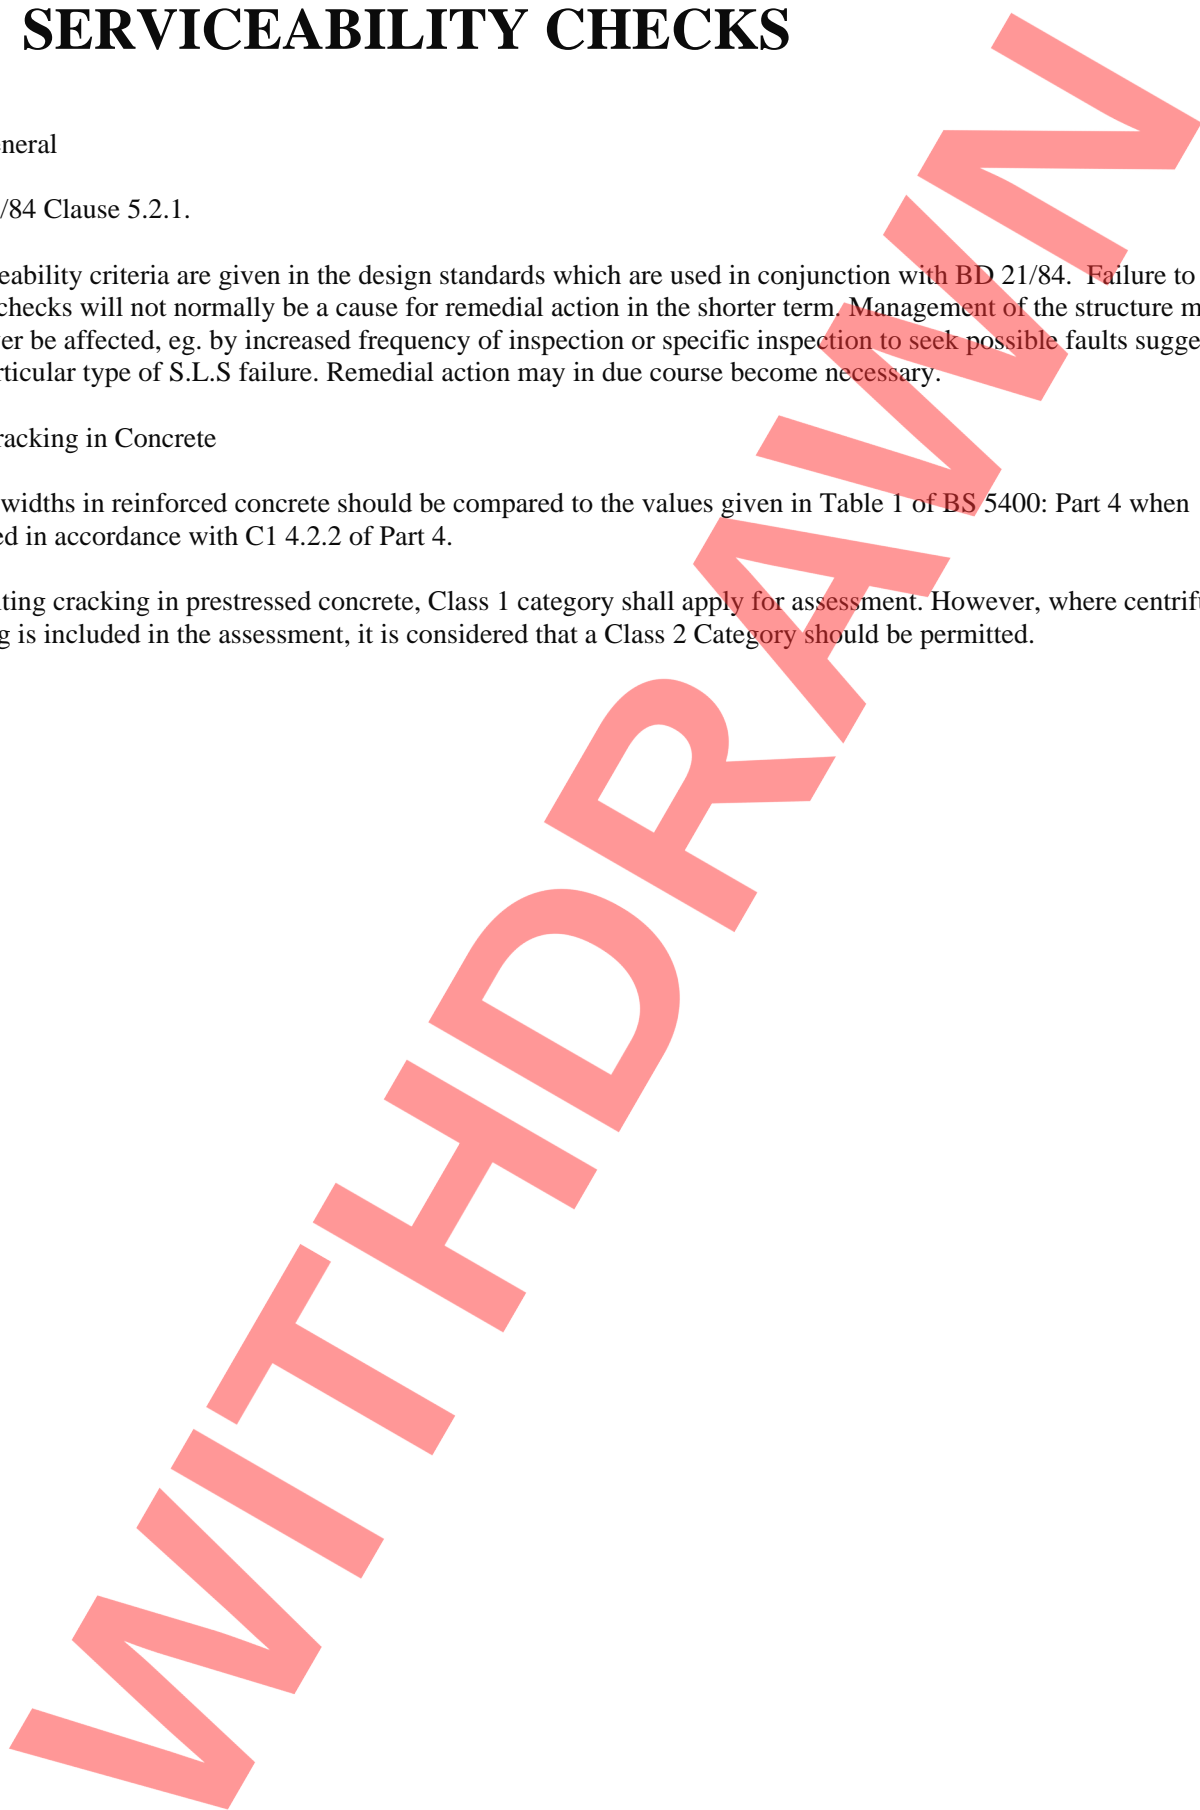 SERVICEABILITY CHECKS
neral
/84 Clause 5.2.1.
eability criteria are given in the design standards which are used in conjunction with BD 21/84. Failure to
checks will not normally be a cause for remedial action in the shorter term. Management of the structure m
er be affected, eg. by increased frequency of inspection or specific inspection to seek possible faults sugge
rticular type of S.L.S failure. Remedial action may in due course become necessary.
racking in Concrete
widths in reinforced concrete should be compared to the values given in Table 1 of BS 5400: Part 4 when
ed in accordance with C1 4.2.2 of Part 4.
ting cracking in prestressed concrete, Class 1 category shall apply for assessment. However, where centrif
g is included in the assessment, it is considered that a Class 2 Category should be permitted.
WITHDRAWN